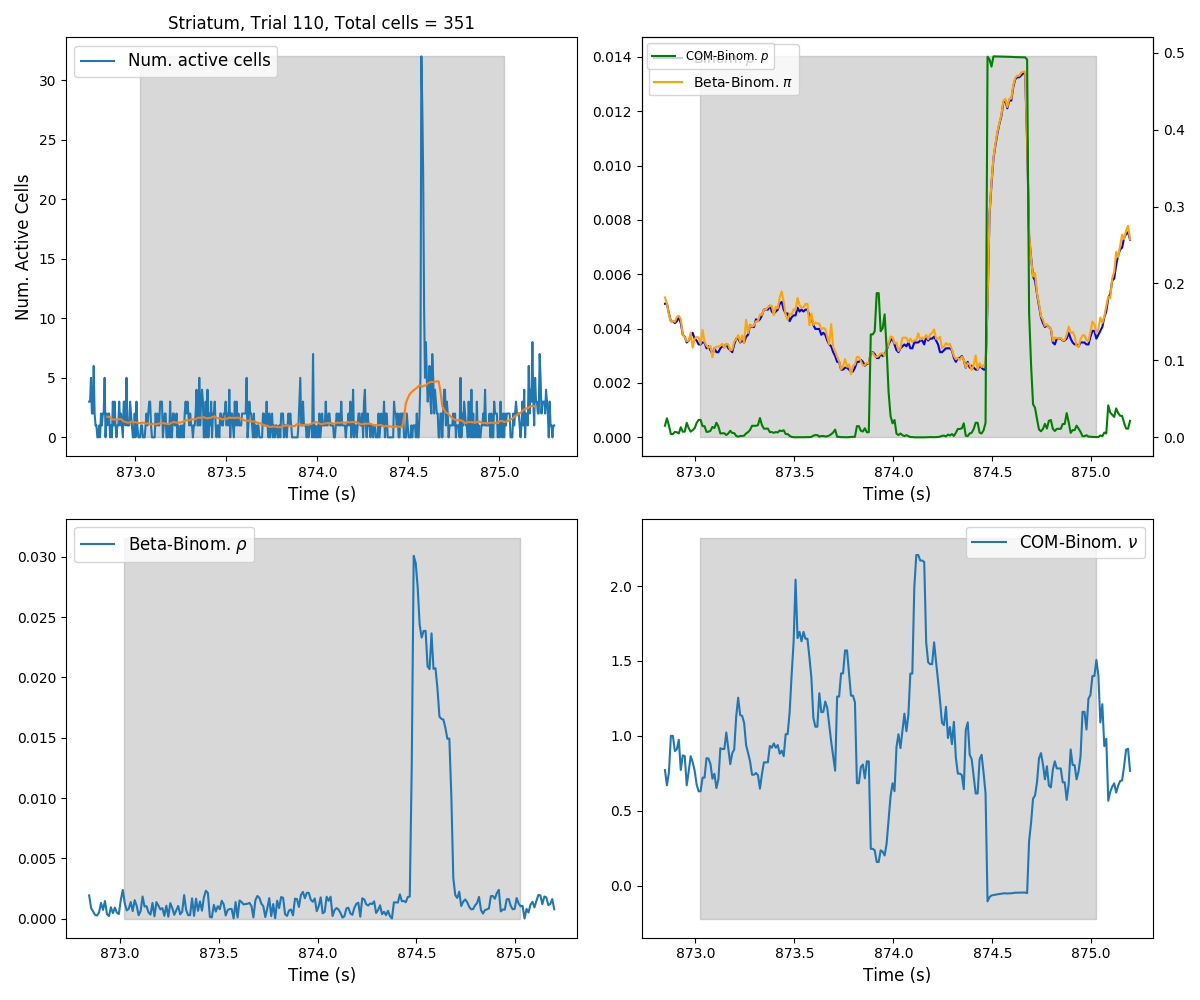 Striatum, Trial 110, Total cells = 351
Num. active cells
Num. Active Cells
30
25
20
15
10
5
0
873.0 873.5 874.0 874.5 875.0
Time (s)
COM-Binom. p
Beta-Binom. π
0.014
0.012
0.010
0.008
0.006
0.004
0.002
0.000
0.5
0.4
0.3
0.2
0.1
0.0
873.0 873.5 874.0 874.5 875.0
Time (s)
Beta-Binom. ρ
0.030
0.025
0.020
0.015
0.010
0.005
0.000
873.0 873.5 874.0 874.5 875.0
Time (s)
COM-Binom. ν
2.0
1.5
1.0
0.5
0.0
873.0 873.5 874.0 874.5 875.0
Time (s)